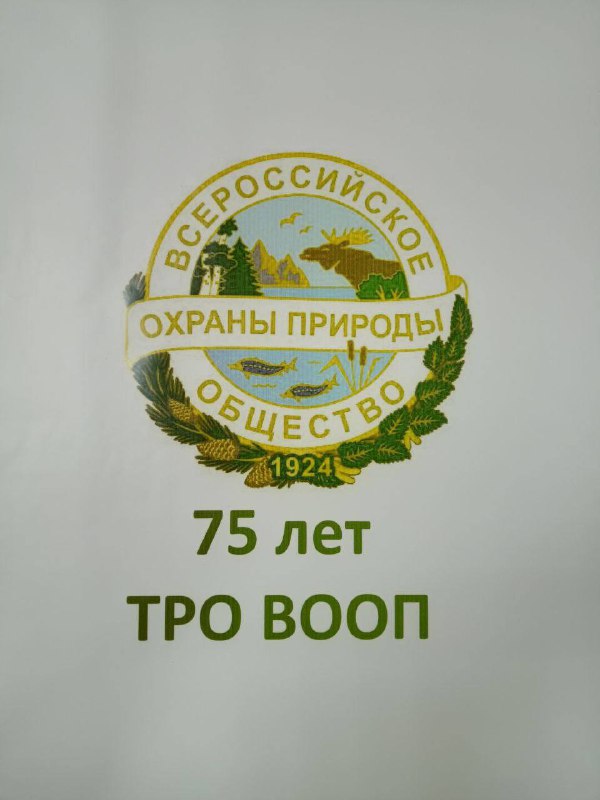 ВСЕРОССИЙСКОЕ
ОХРАНЫ ПРИРОДЫ
ОБЩЕСТВО
1924
75 лет
ТРО ВООП